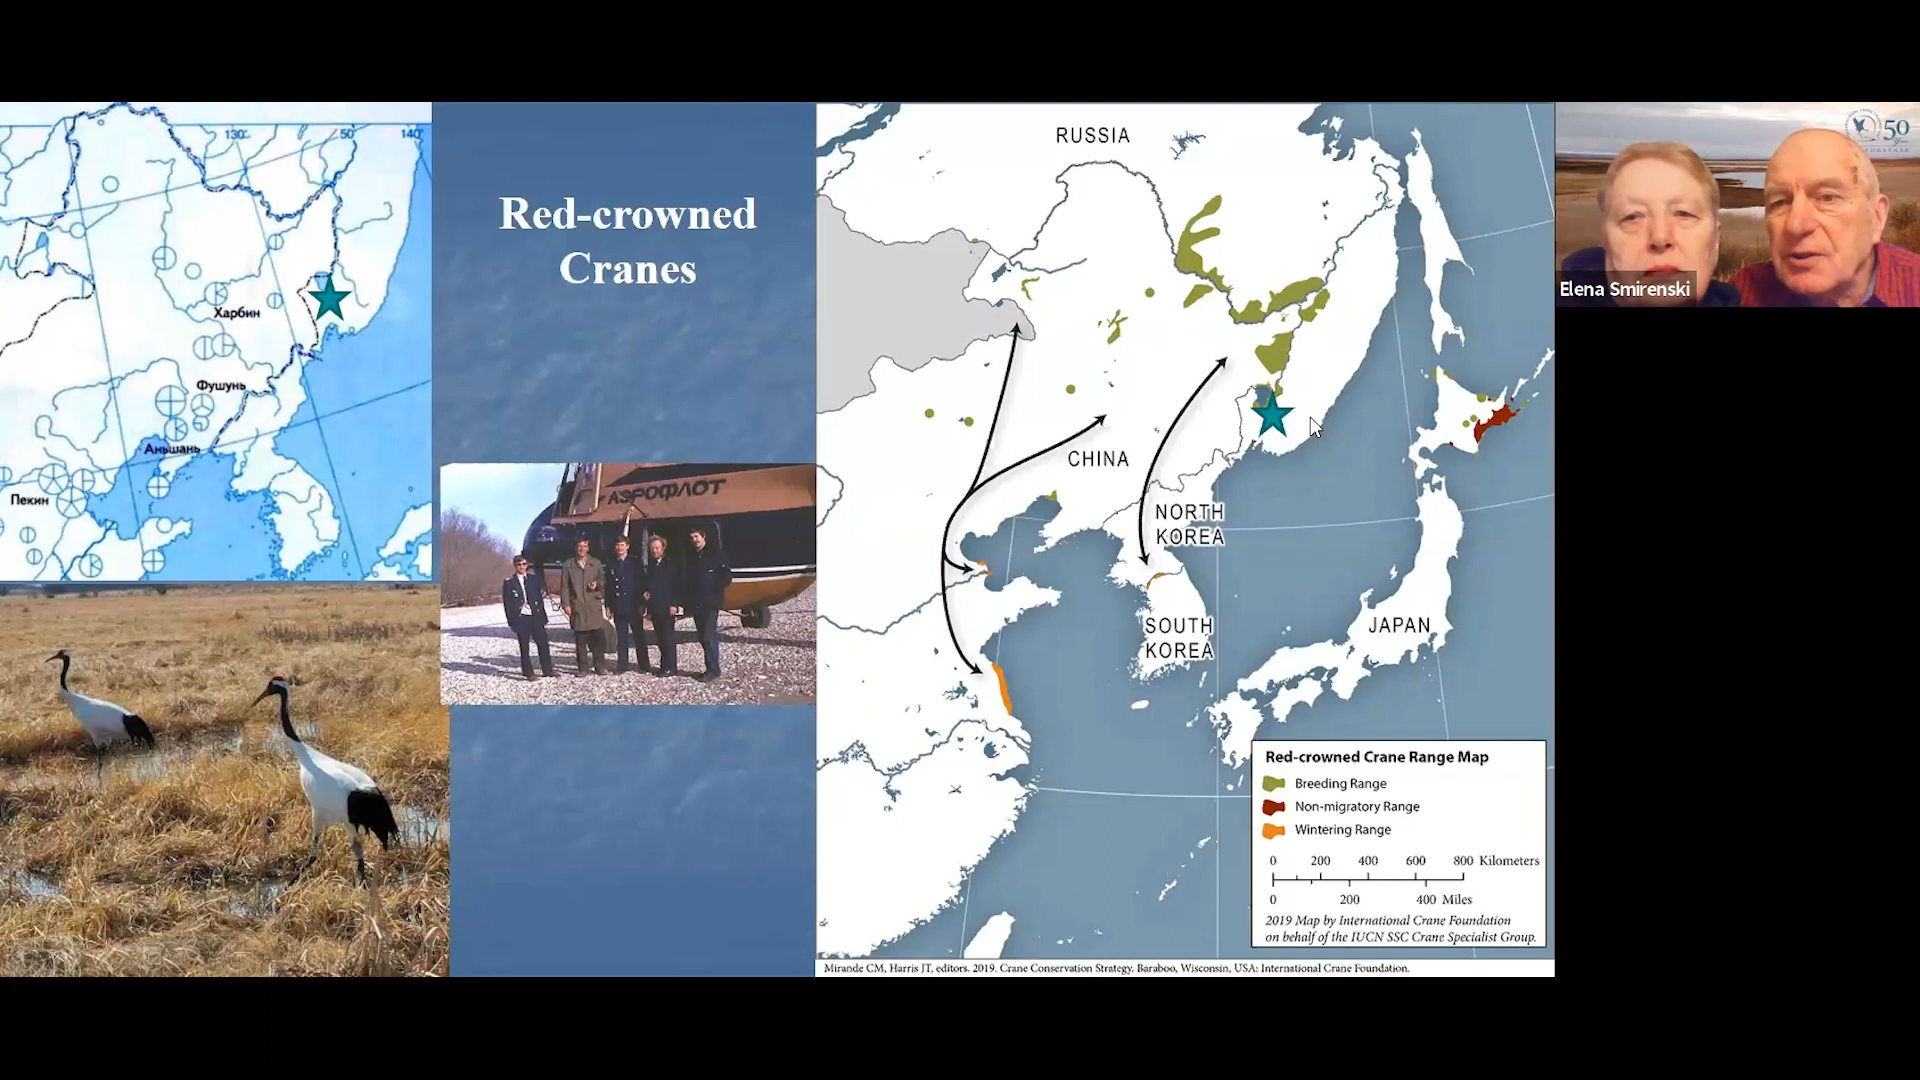 130°
50°
140°
Харбин
Фушунь
Аньшань
Пекин
Red-crowned
Cranes
АЭРОФЛОТ
RUSSIA
CHINA
NORTH
KOREA
SOUTH
KOREA
JAPAN
Red-crowned Crane Range Map
Breeding Range
Non-migratory Range
Wintering Range
0 200 400 600 800 Kilometers
0 200 400 Miles
2019 Map by International Crane Foundation
on behalf of the IUCN SSC Crane Specialist Group.
Mirande CM, Harris JT, editors. 2019. Crane Conservation Strategy. Baraboo, Wisconsin, USA: International Crane Foundation.
50
Elena Smirenski